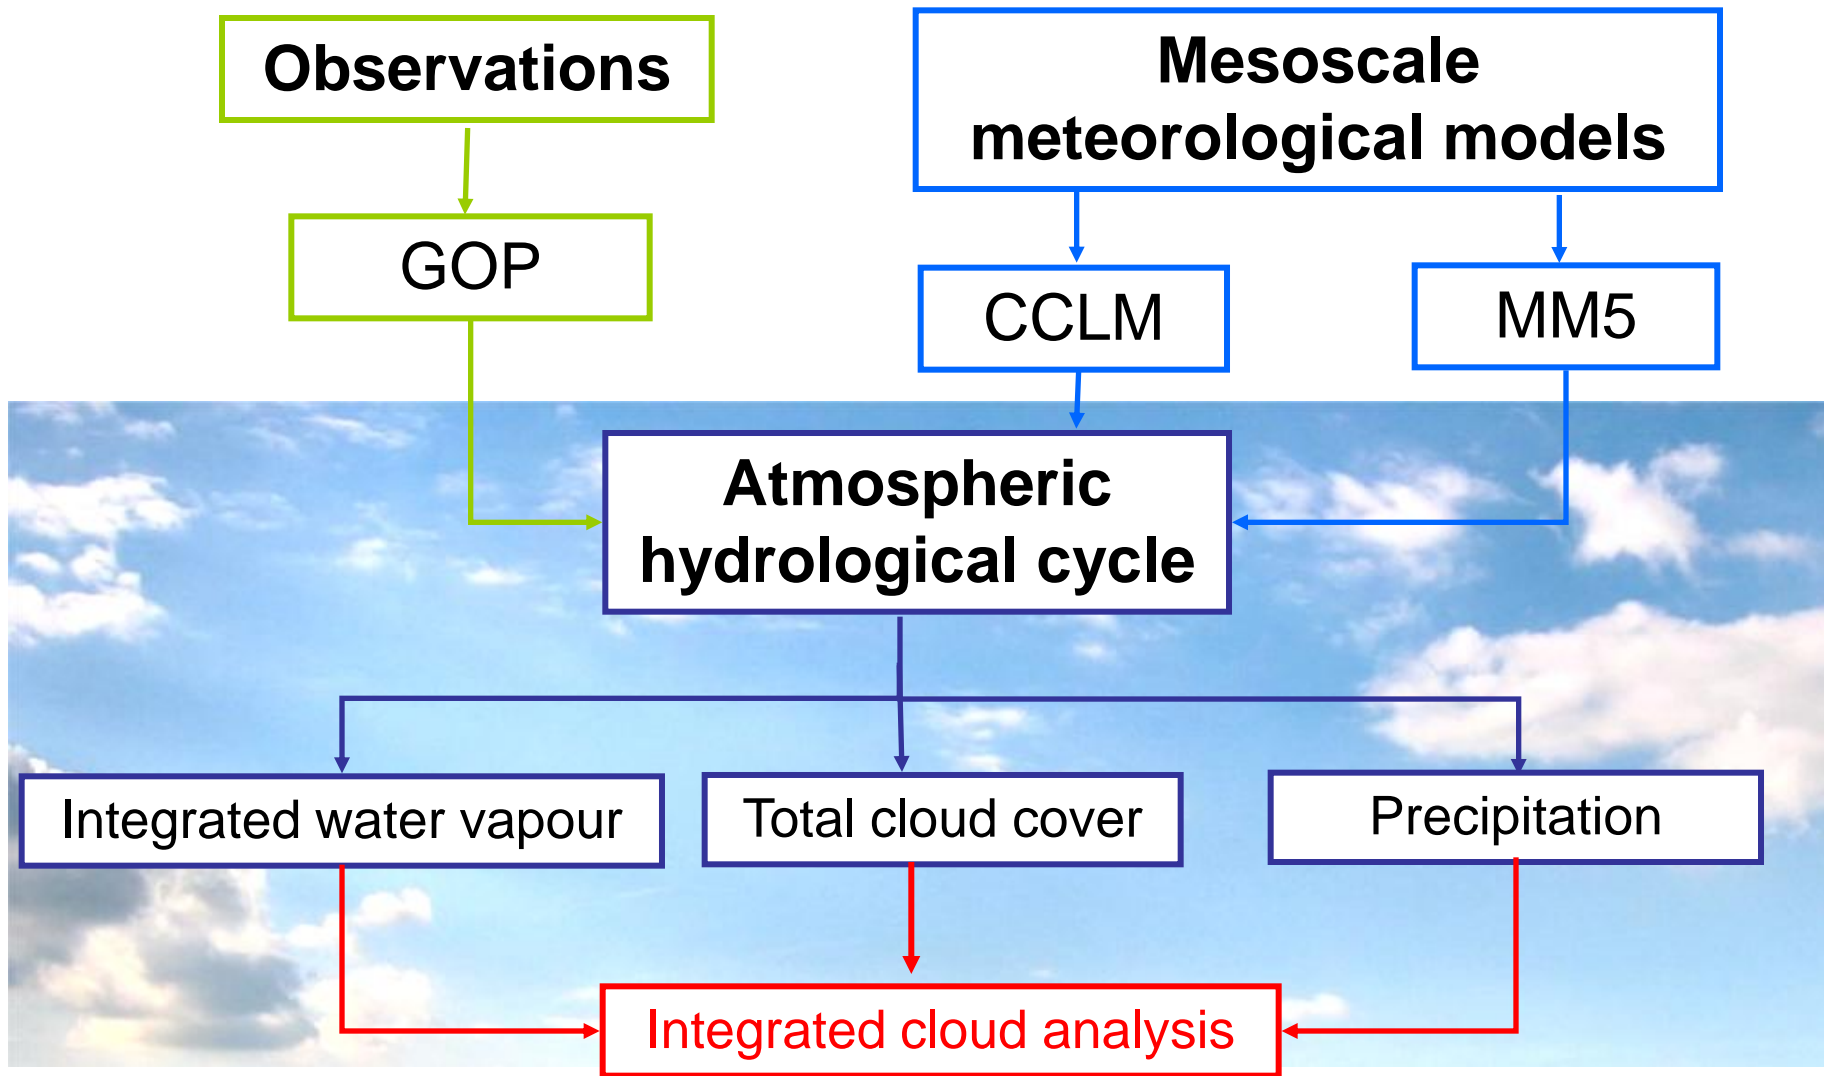 Observations
Mesoscale
meteorological models
GOP
CCLM
MM5
Atmospheric
hydrological cycle
Integrated water vapour
Total cloud cover
Precipitation
Integrated cloud analysis